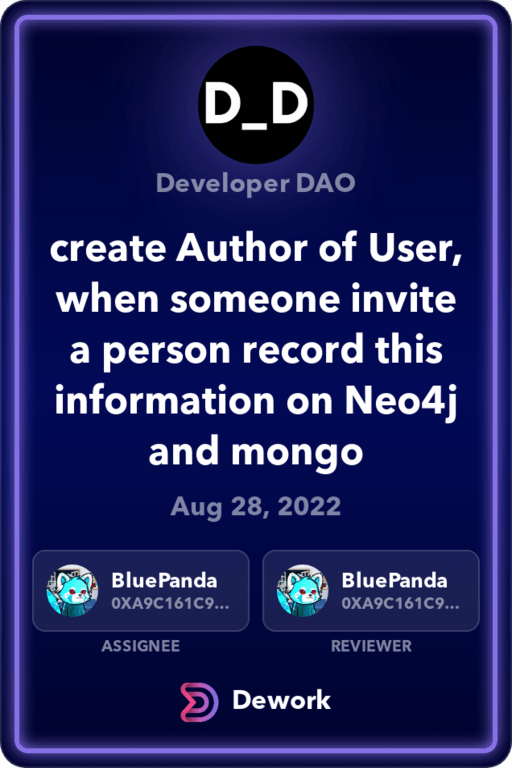 D_D
Developer DAO
create Author of User,
when someone invite
a person record this
information on Neo4j
and mongo
Aug 28, 2022
BluePanda
0XA9C161C9...
ASSIGNEE
BluePanda
0XA9C161C9...
REVIEWER
Dework